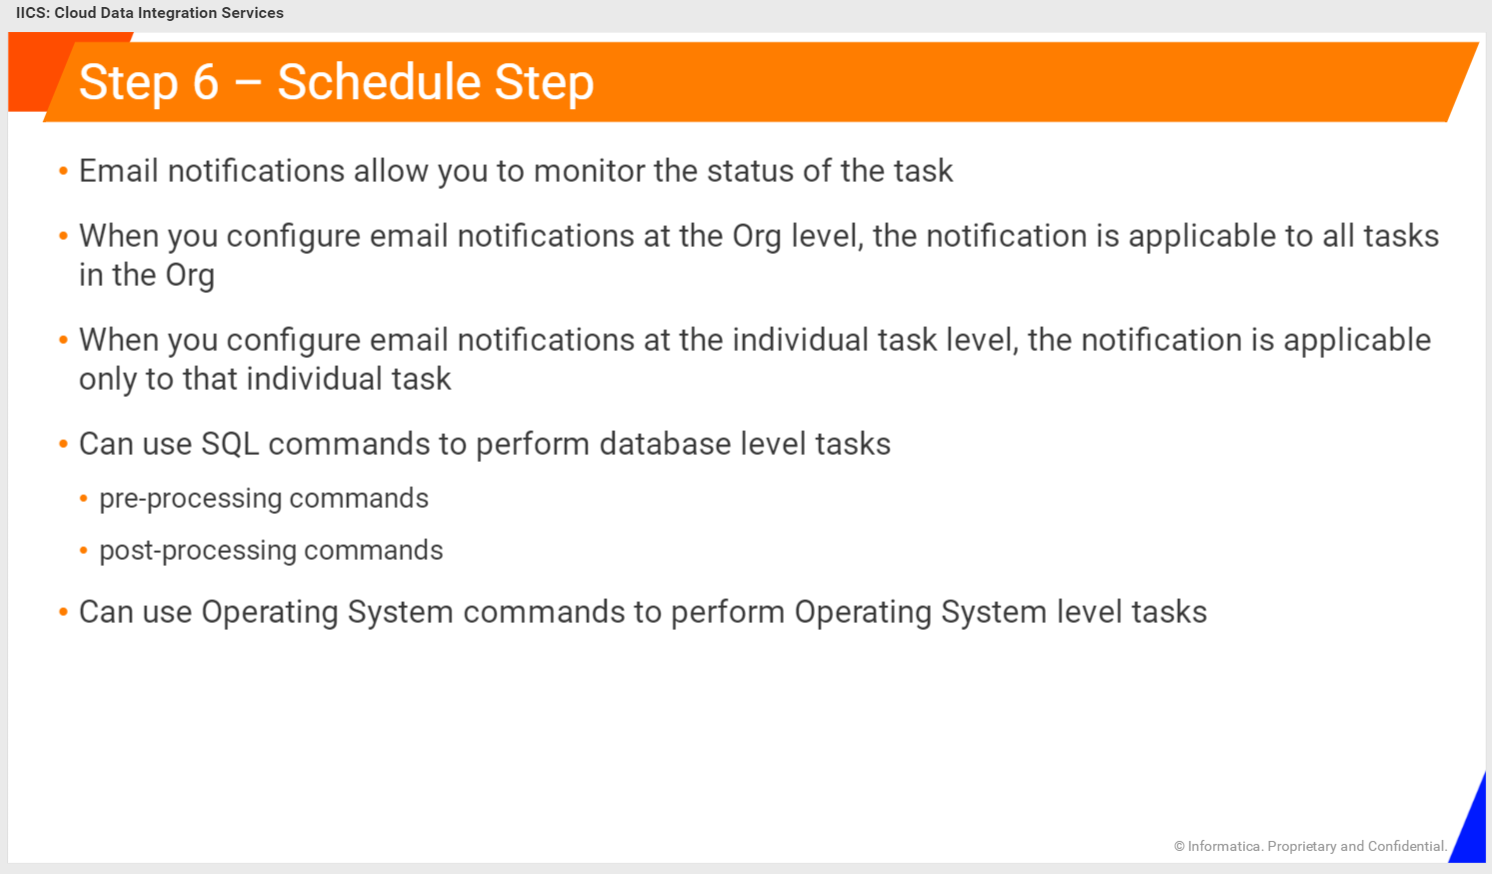 IICS: Cloud Data Integration Services
Step 6 – Schedule Step
• Email notifications allow you to monitor the status of the task
• When you configure email notifications at the Org level, the notification is applicable to all tasks
in the Org
• When you configure email notifications at the individual task level, the notification is applicable
only to that individual task
• Can use SQL commands to perform database level tasks
• pre-processing commands
• post-processing commands
• Can use Operating System commands to perform Operating System level tasks
© Informatica. Proprietary and Confidential.